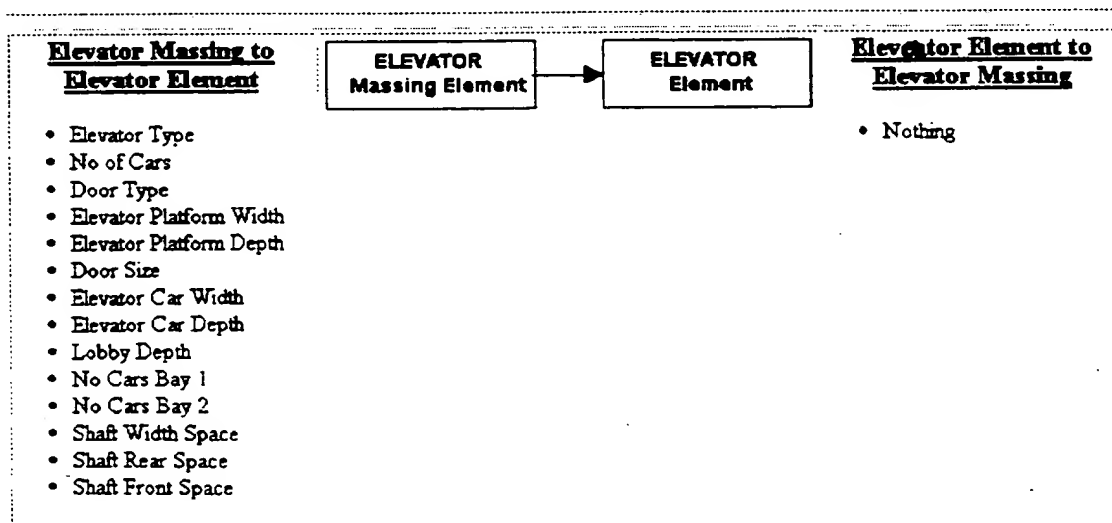 Elevator Massing to
Elevator Element
ELEVATOR
Massing Element
ELEVATOR
Element
Elevator Element to
Elevator Massing
• Elevator Type
• No of Cars
• Door Type
• Elevator Platform Width
• Elevator Platform Depth
• Door Size
• Elevator Car Width
• Elevator Car Depth
• Lobby Depth
• No Cars Bay 1
• No Cars Bay 2
• Shaft Width Space
• Shaft Rear Space
• Shaft Front Space
• Nothing